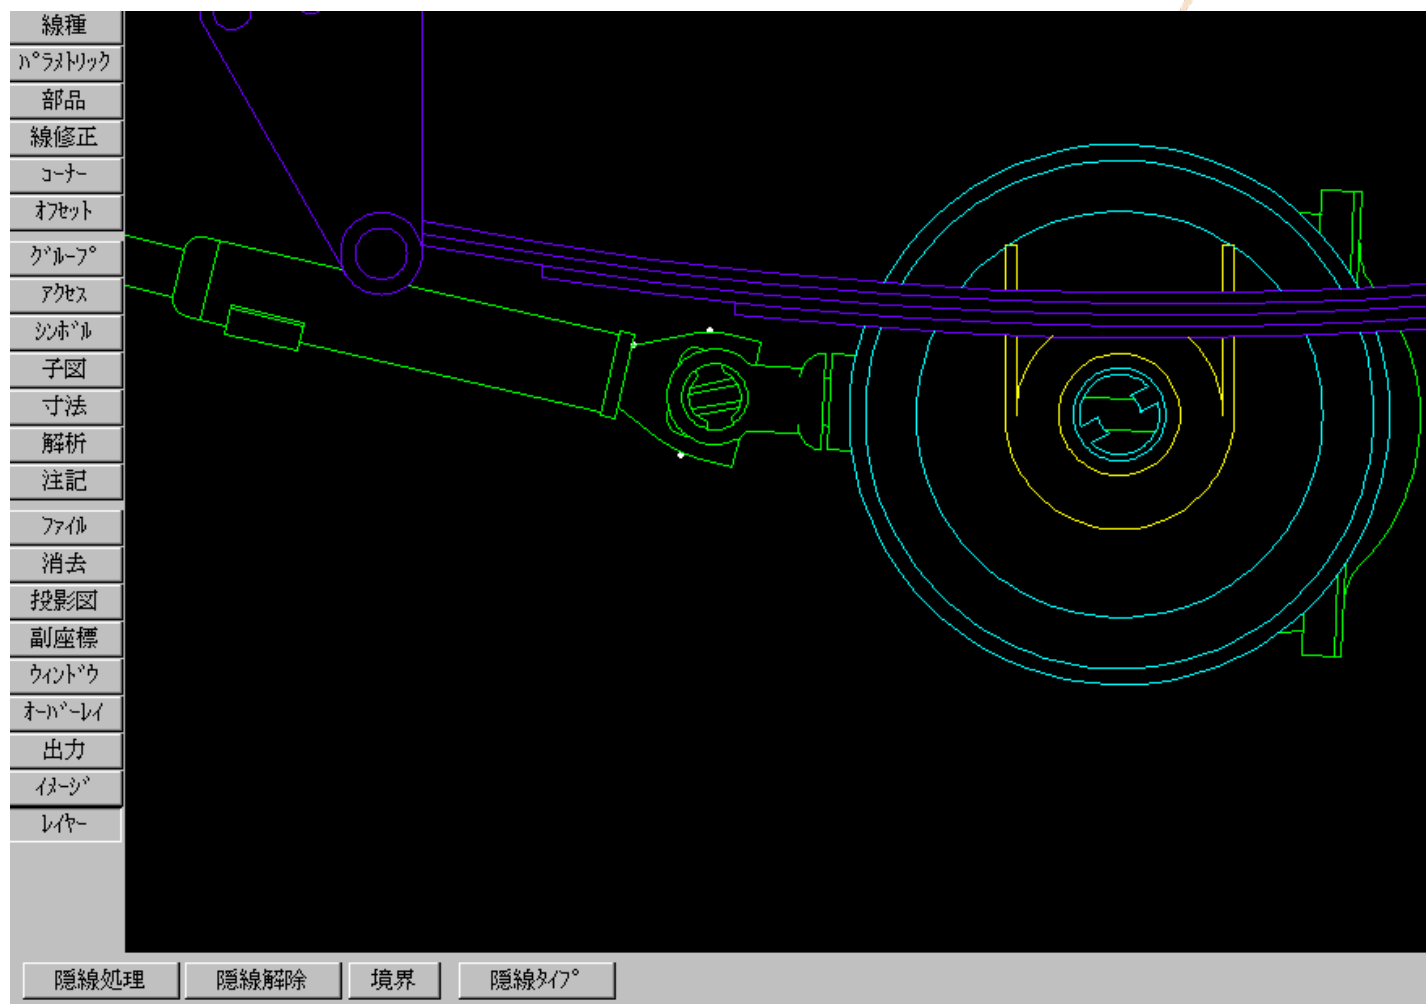 線種
ﾊﾟﾗﾒﾄﾘｯｸ
部品
線修正
ｺｰﾅｰ
ｵﾌｾｯﾄ
ｸﾞﾙｰﾌﾟ
ｱｸｾｽ
ｼﾝﾎﾞﾙ
子図
寸法
解析
注記
ﾌｧｲﾙ
消去
投影図
副座標
ｳｨﾝﾄﾞｳ
ｵｰﾊﾞｰﾚｲ
出力
ｲﾒｰｼﾞ
ﾚｲﾔｰ
隠線処理 隠線解除 境界 隠線ﾀｲﾌﾟ